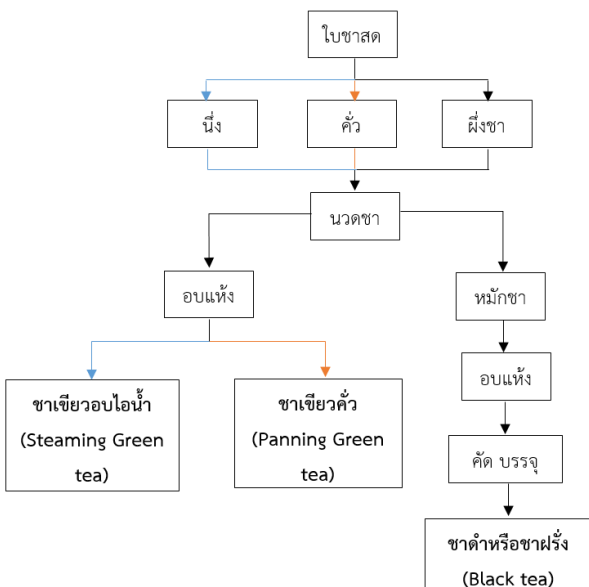 ใบชาสด
นึ่ง
คั่ว
ผึ่งชา
นวดชา
อบแห้ง
หมักชา
ชาเขียวอบไอน้ำ
(Steaming Green
tea)
ชาเขียวคั่ว
(Panning Green
tea)
อบแห้ง
คัด บรรจุ
ชาดำหรือชาฝรั่ง
(Black tea)